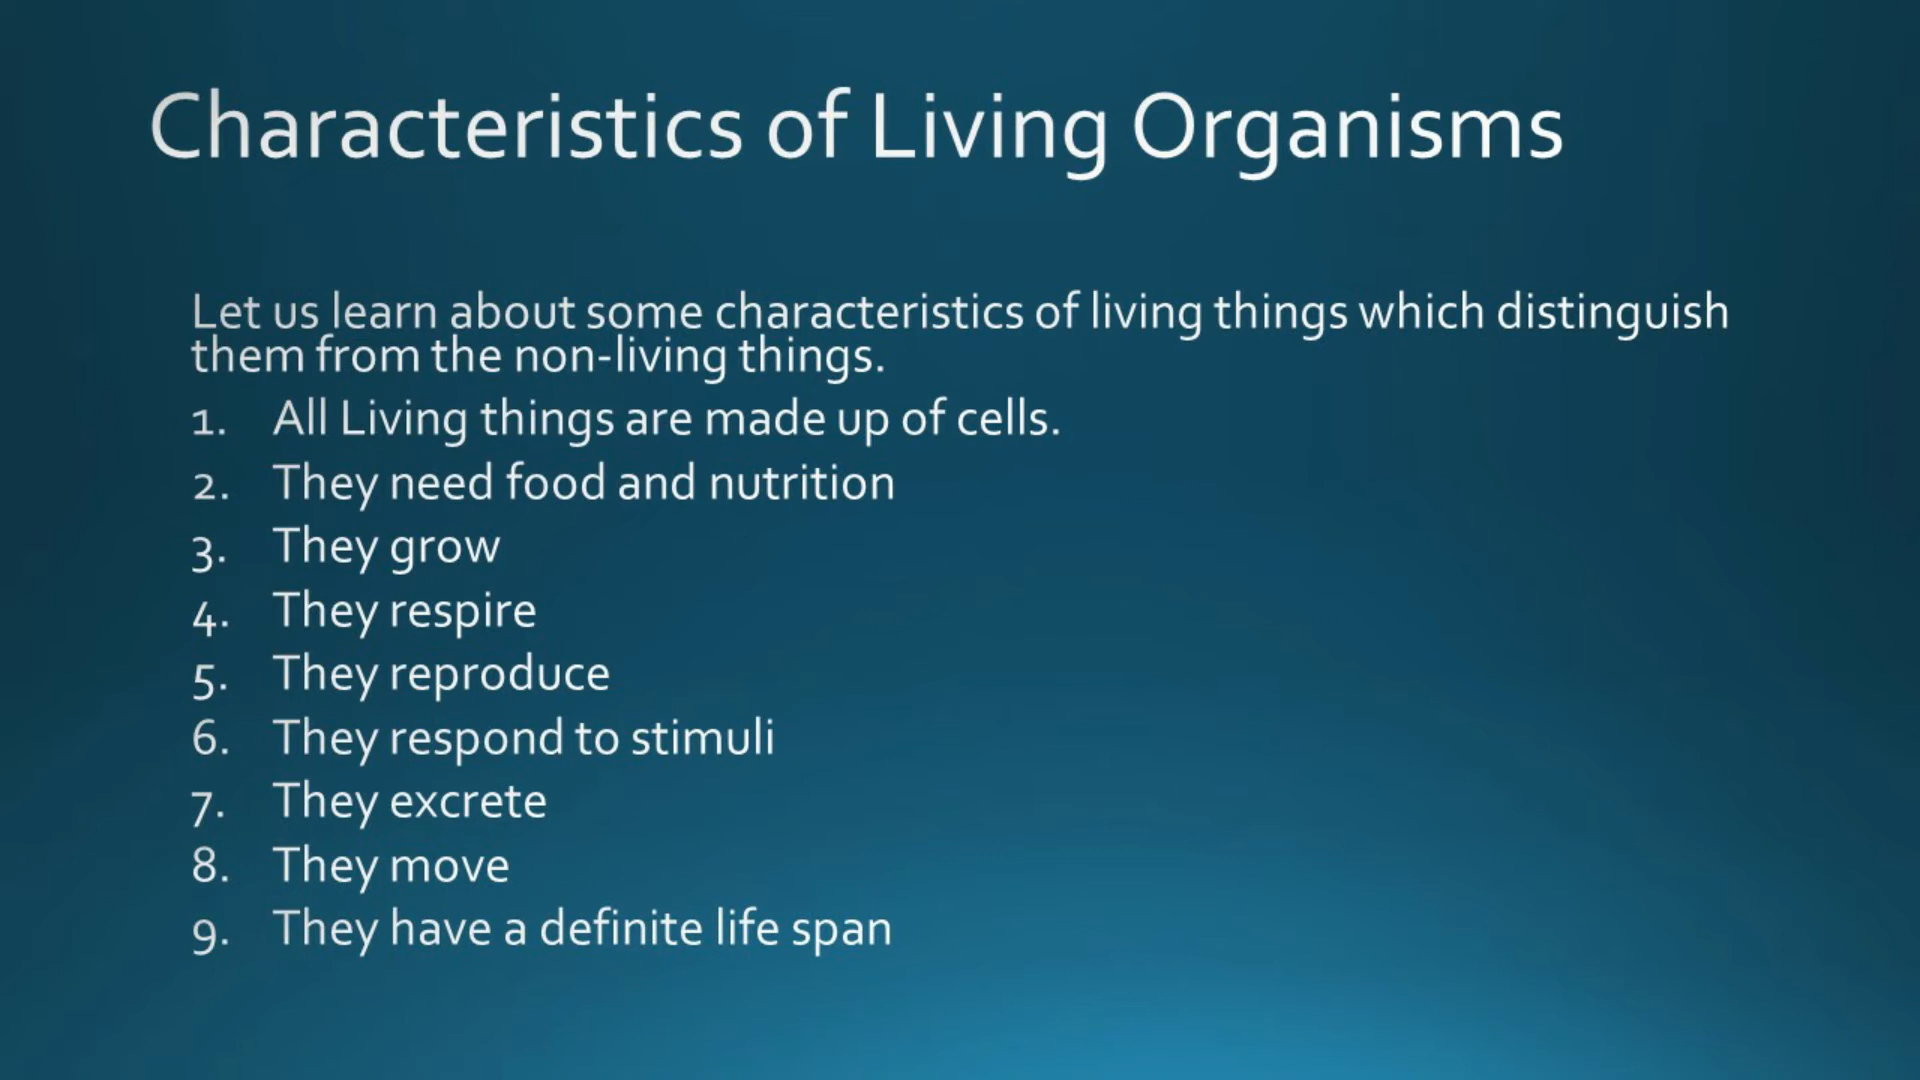 Characteristics of Living Organisms
Let us learn about some characteristics of living things which distinguish
them from the non-living things.
1. All Living things are made up of cells.
2. They need food and nutrition
3. They grow
4. They respire
5. They reproduce
6. They respond to stimuli
7. They excrete
8. They move
9. They have a definite life span